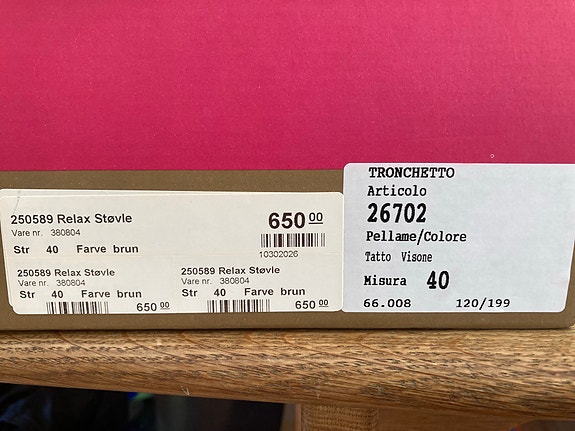 250589 Relax Støvle
650 00
Vare nr. 380804
Str 40 Farve brun
10302026
250589 Relax Støvle
Vare nr. 380804
Str 40 Farve brun
650 00
250589 Relax Støvle
Vare nr. 380804
Str 40 Farve brun
650 00
TRONCHETTO
Articolo
26702
Pellame/Colore
Tatto Visone
Misura 40
66.008 120/199